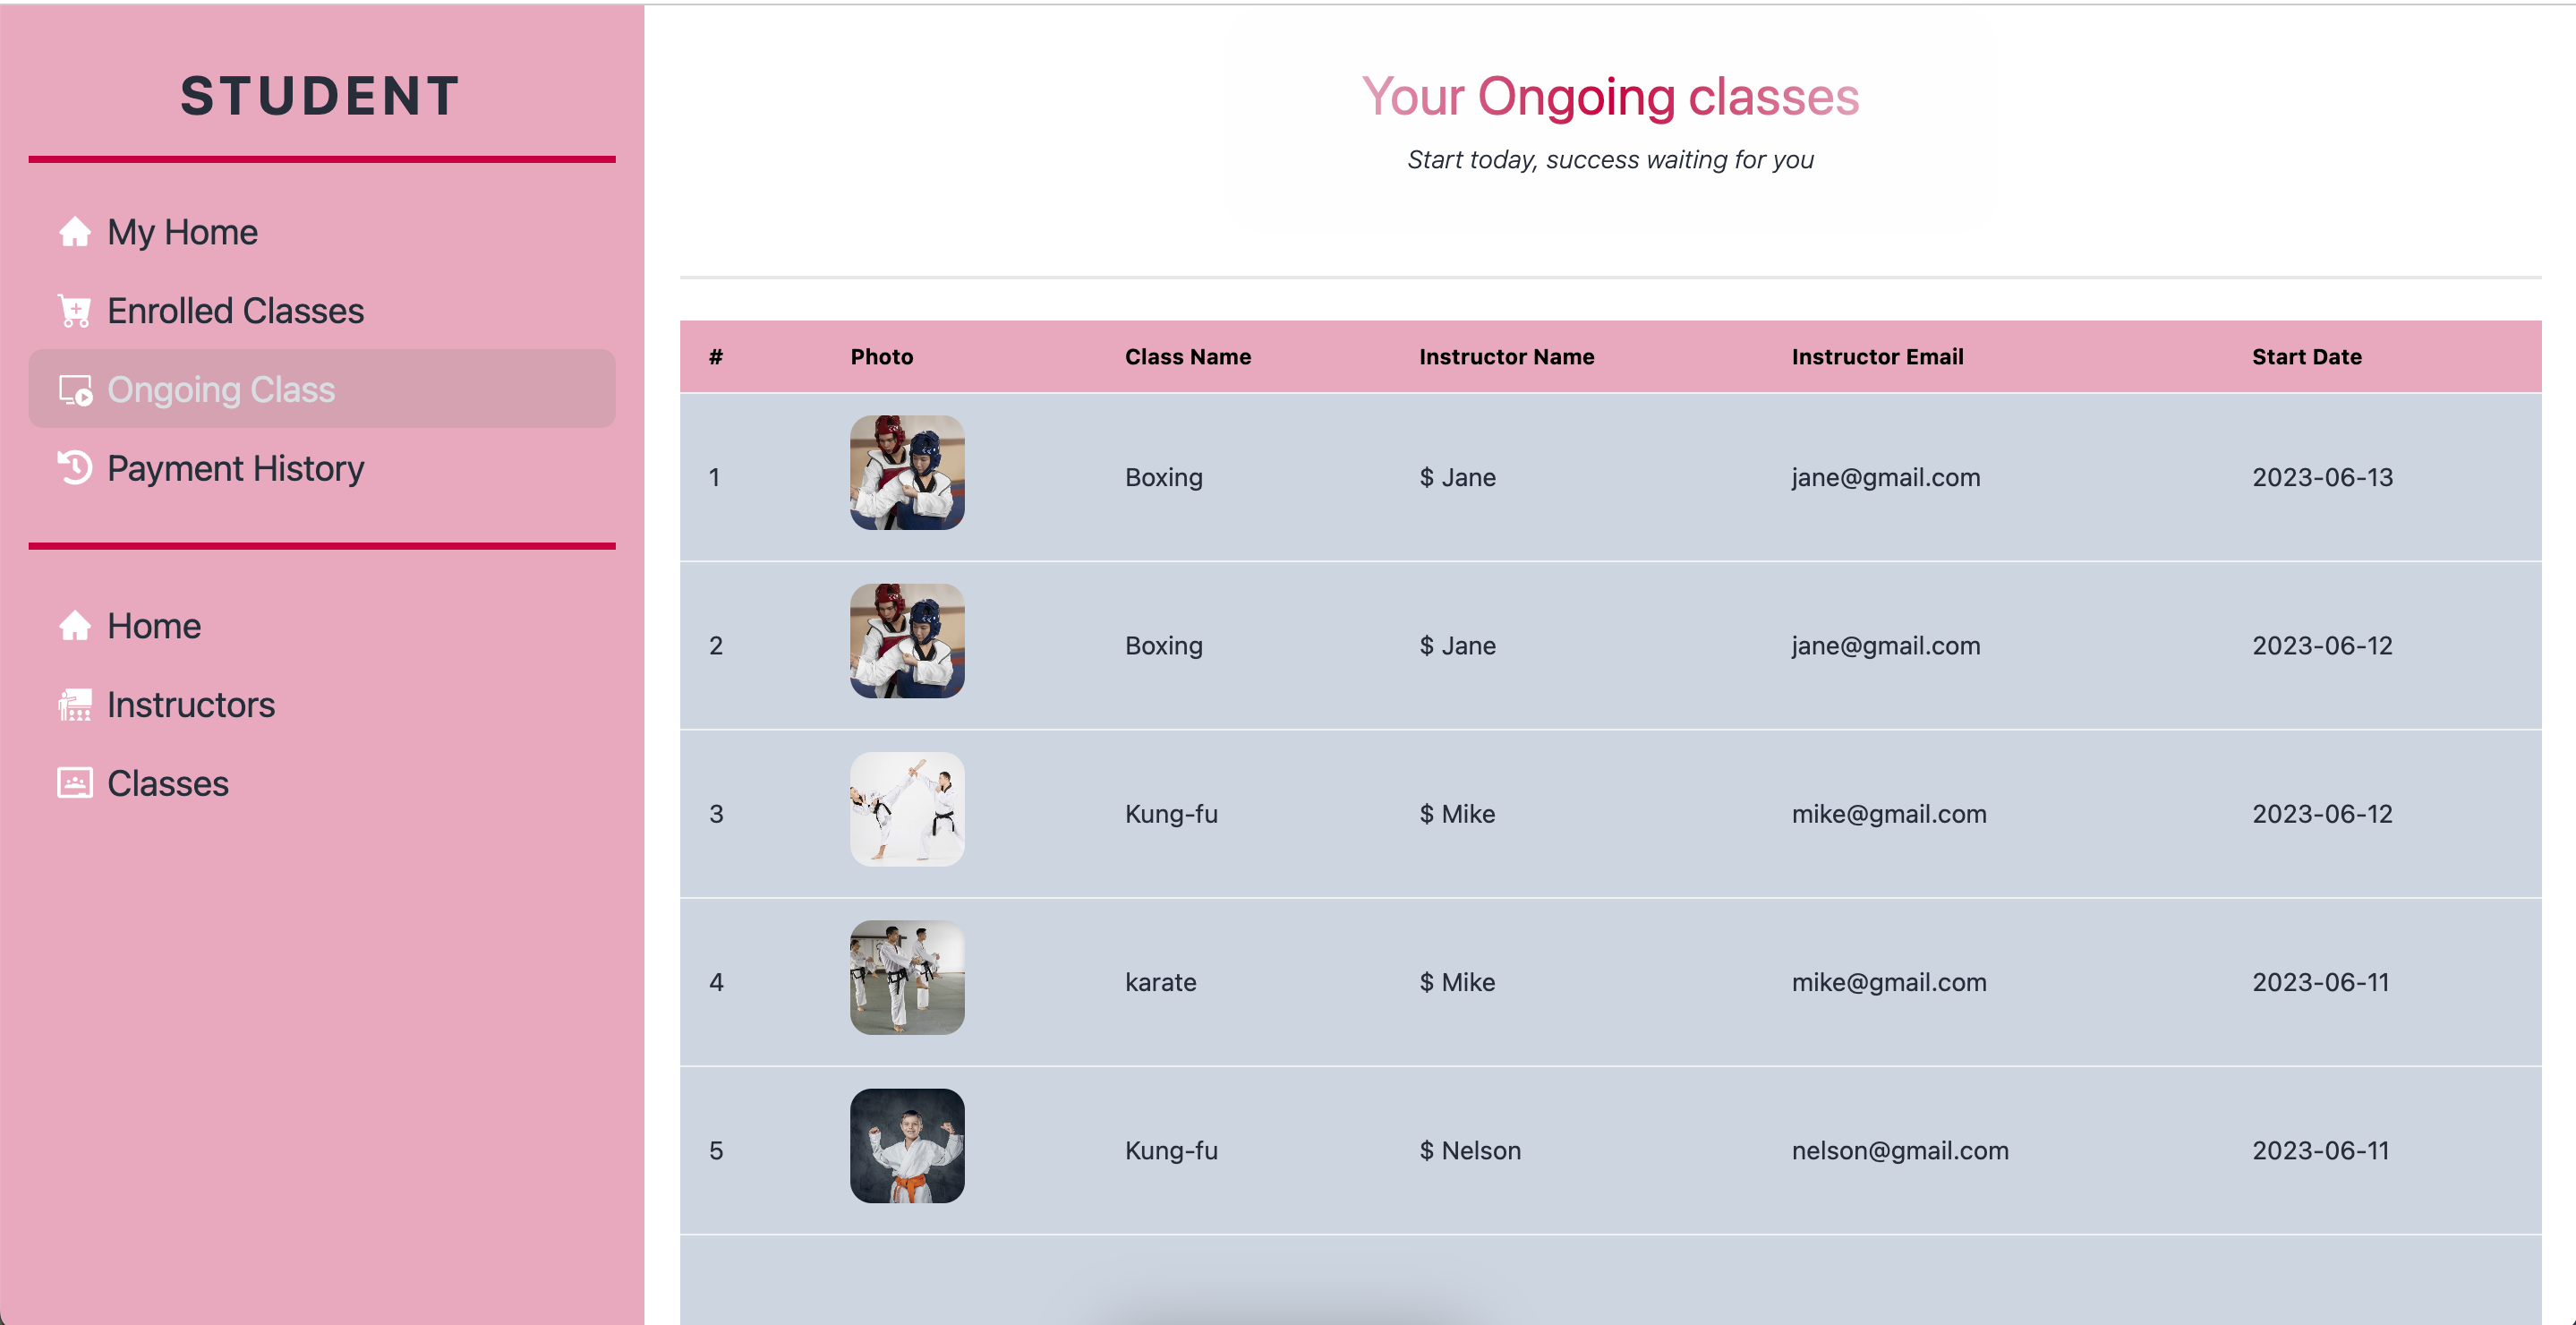 STUDENT
My Home
Enrolled Classes
Ongoing Class
Payment History
Home
Instructors
Classes
Your Ongoing classes
Start today, success waiting for you
# Photo Class Name Instructor Name Instructor Email Start Date
1 Boxing $ Jane jane@gmail.com 2023-06-13
2 Boxing $ Jane jane@gmail.com 2023-06-12
3 Kung-fu $ Mike mike@gmail.com 2023-06-12
4 karate $ Mike mike@gmail.com 2023-06-11
5 Kung-fu $ Nelson nelson@gmail.com 2023-06-11